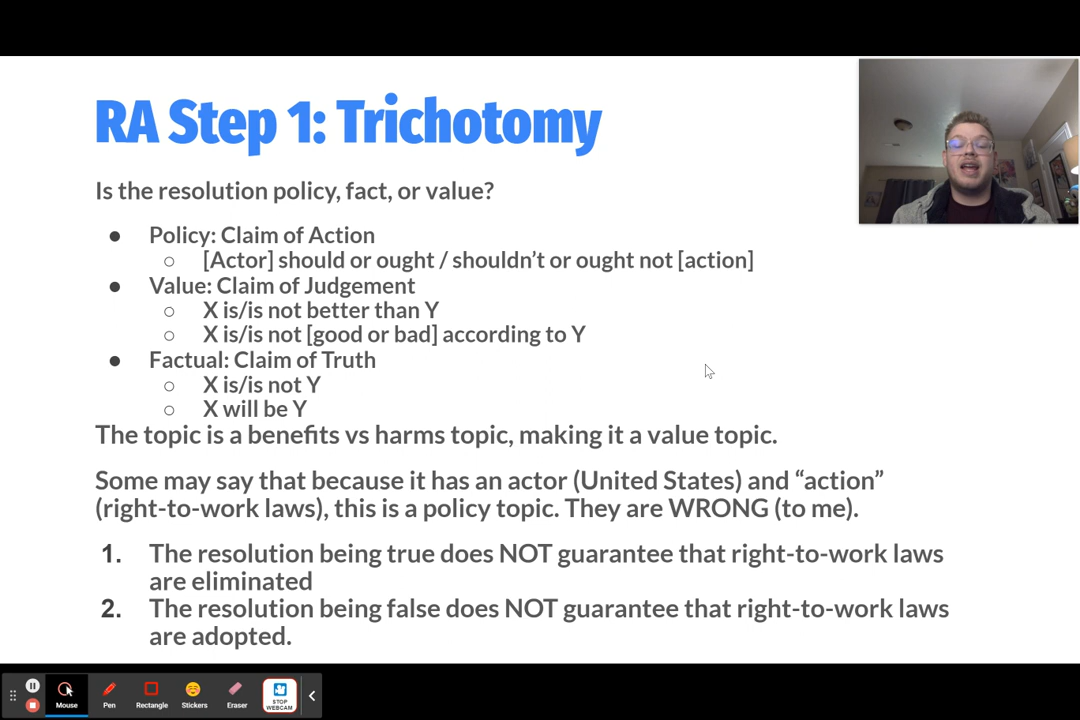 RA Step 1: Trichotomy
Is the resolution policy, fact, or value?
● Policy: Claim of Action
○ [Actor] should or ought / shouldn't or ought not [action]
● Value: Claim of Judgement
○ X is/is not better than Y
○ X is/is not [good or bad] according to Y
● Factual: Claim of Truth
○ X is/is not Y
○ X will be Y
The topic is a benefits vs harms topic, making it a value topic.
Some may say that because it has an actor (United States) and “action”
(right-to-work laws), this is a policy topic. They are WRONG (to me).
1. The resolution being true does NOT guarantee that right-to-work laws
are eliminated
2. The resolution being false does NOT guarantee that right-to-work laws
are adopted.
Mouse
Pen
Rectangle
Stickers
Eraser
STOP
WEBCAM